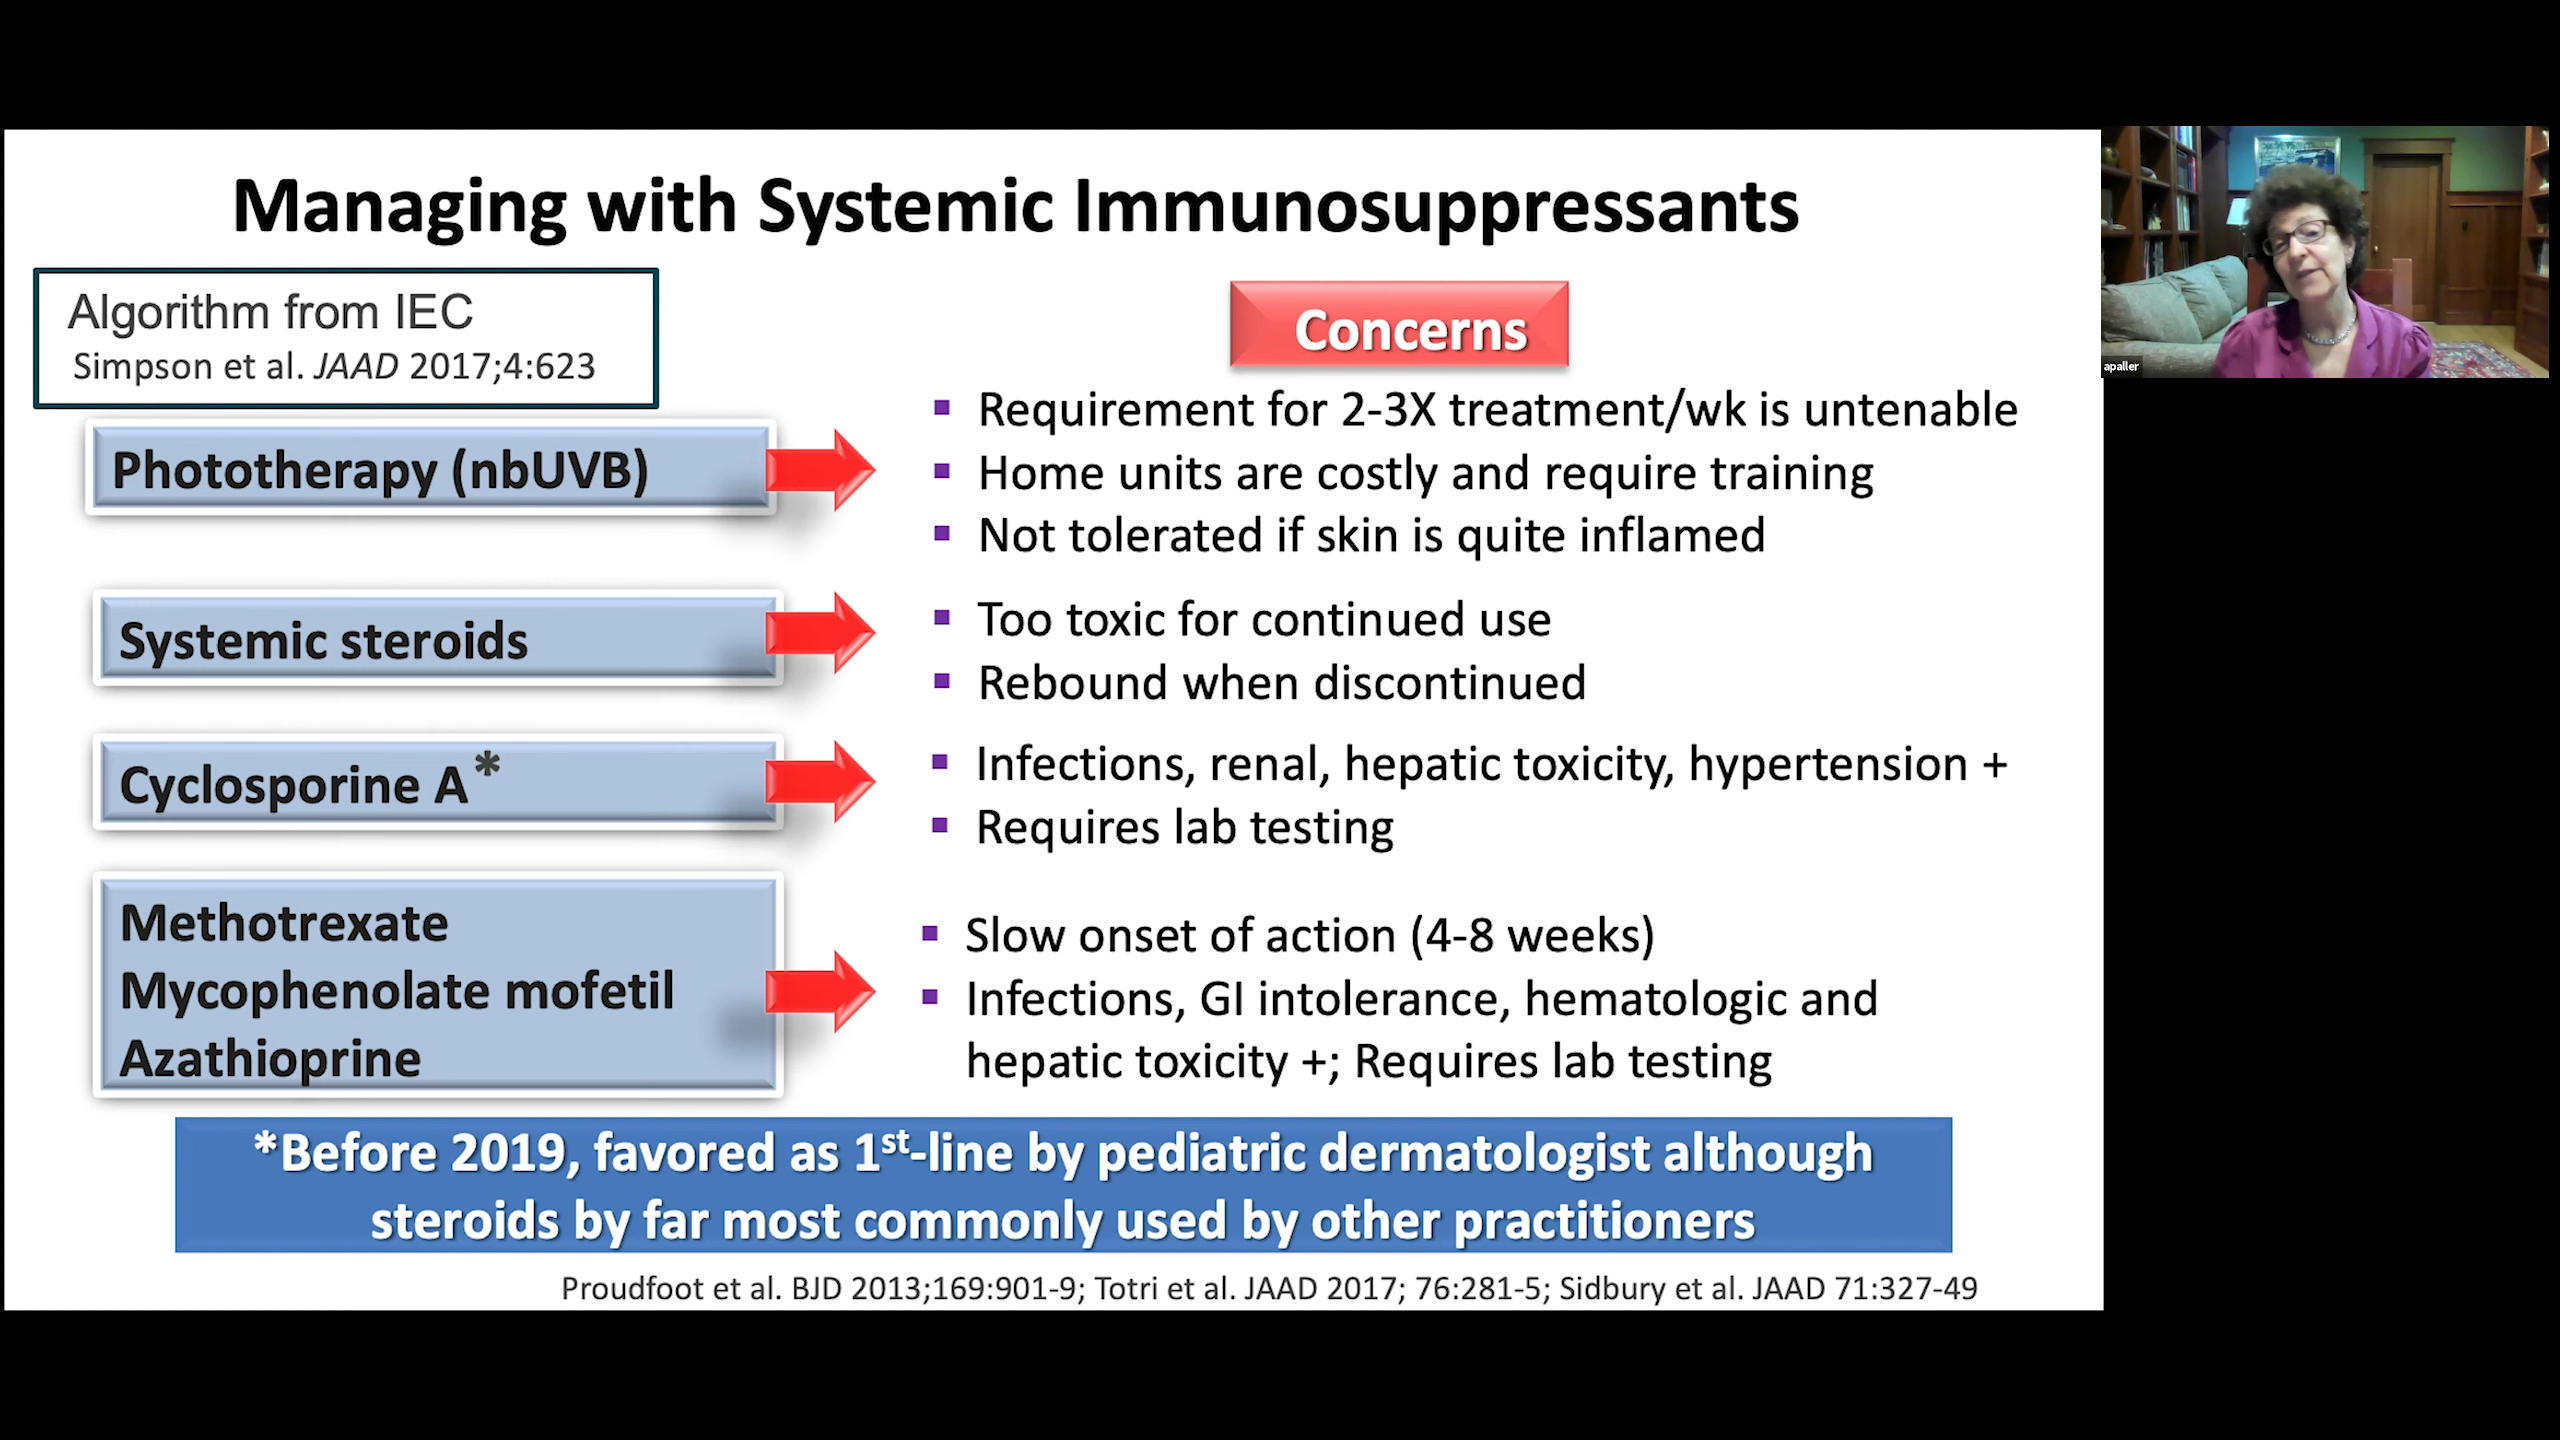 Managing with Systemic Immunosuppressants
Algorithm from IEC
Simpson et al. JAAD 2017;4:623
Concerns
Phototherapy (nbUVB)
▪ Requirement for 2-3X treatment/wk is untenable
▪ Home units are costly and require training
▪ Not tolerated if skin is quite inflamed
Systemic steroids
▪ Too toxic for continued use
▪ Rebound when discontinued
Cyclosporine A*
▪ Infections, renal, hepatic toxicity, hypertension +
▪ Requires lab testing
Methotrexate
Mycophenolate mofetil
Azathioprine
▪ Slow onset of action (4-8 weeks)
▪ Infections, GI intolerance, hematologic and
hepatic toxicity +; Requires lab testing
*Before 2019, favored as 1st-line by pediatric dermatologist although
steroids by far most commonly used by other practitioners
Proudfoot et al. BJD 2013;169:901-9; Totri et al. JAAD 2017; 76:281-5; Sidbury et al. JAAD 71:327-49
apaller